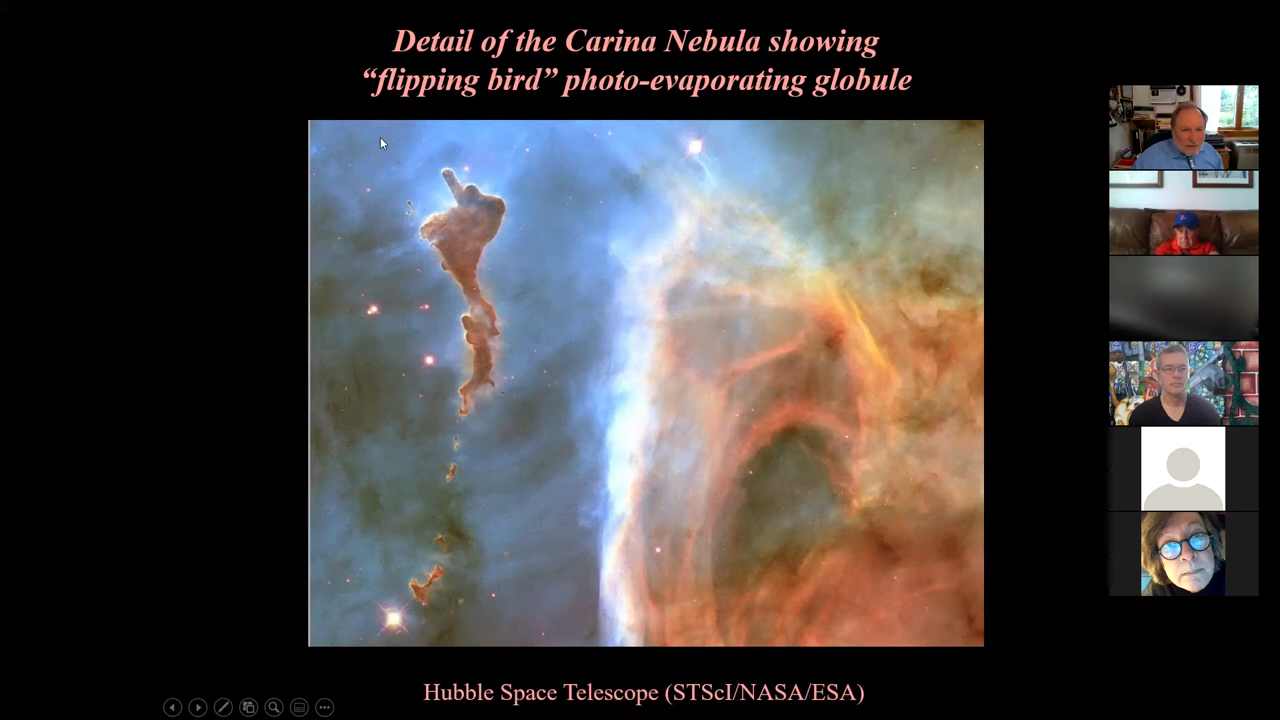 Detail of the Carina Nebula showing
“flipping bird” photo-evaporating globule
Hubble Space Telescope (STScI/NASA/ESA)